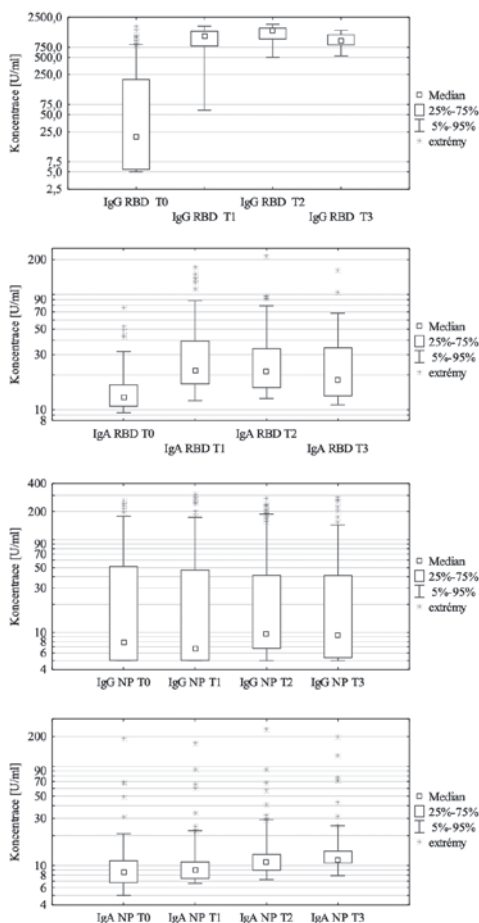 Koncentrace [U/ml]
2500,0
750,0
500,0
250,0
75,0
50,0
25,0
7,5
5,0
2,5
IgG RBD T0
IgG RBD T1
IgG RBD T2
IgG RBD T3
Median
25%-75%
5%-95%
extrémy
Koncentrace [U/ml]
200
90
70
50
30
10
8
IgA RBD T0
IgA RBD T1
IgA RBD T2
IgA RBD T3
Median
25%-75%
5%-95%
extrémy
Koncentrace [U/ml]
400
200
90
70
50
30
10
8
6
4
IgG NP T0
IgG NP T1
IgG NP T2
IgG NP T3
Median
25%-75%
5%-95%
extrémy
Koncentrace [U/ml]
200
90
70
50
30
10
8
6
4
IgA NP T0
IgA NP T1
IgA NP T2
IgA NP T3
Median
25%-75%
5%-95%
extrémy